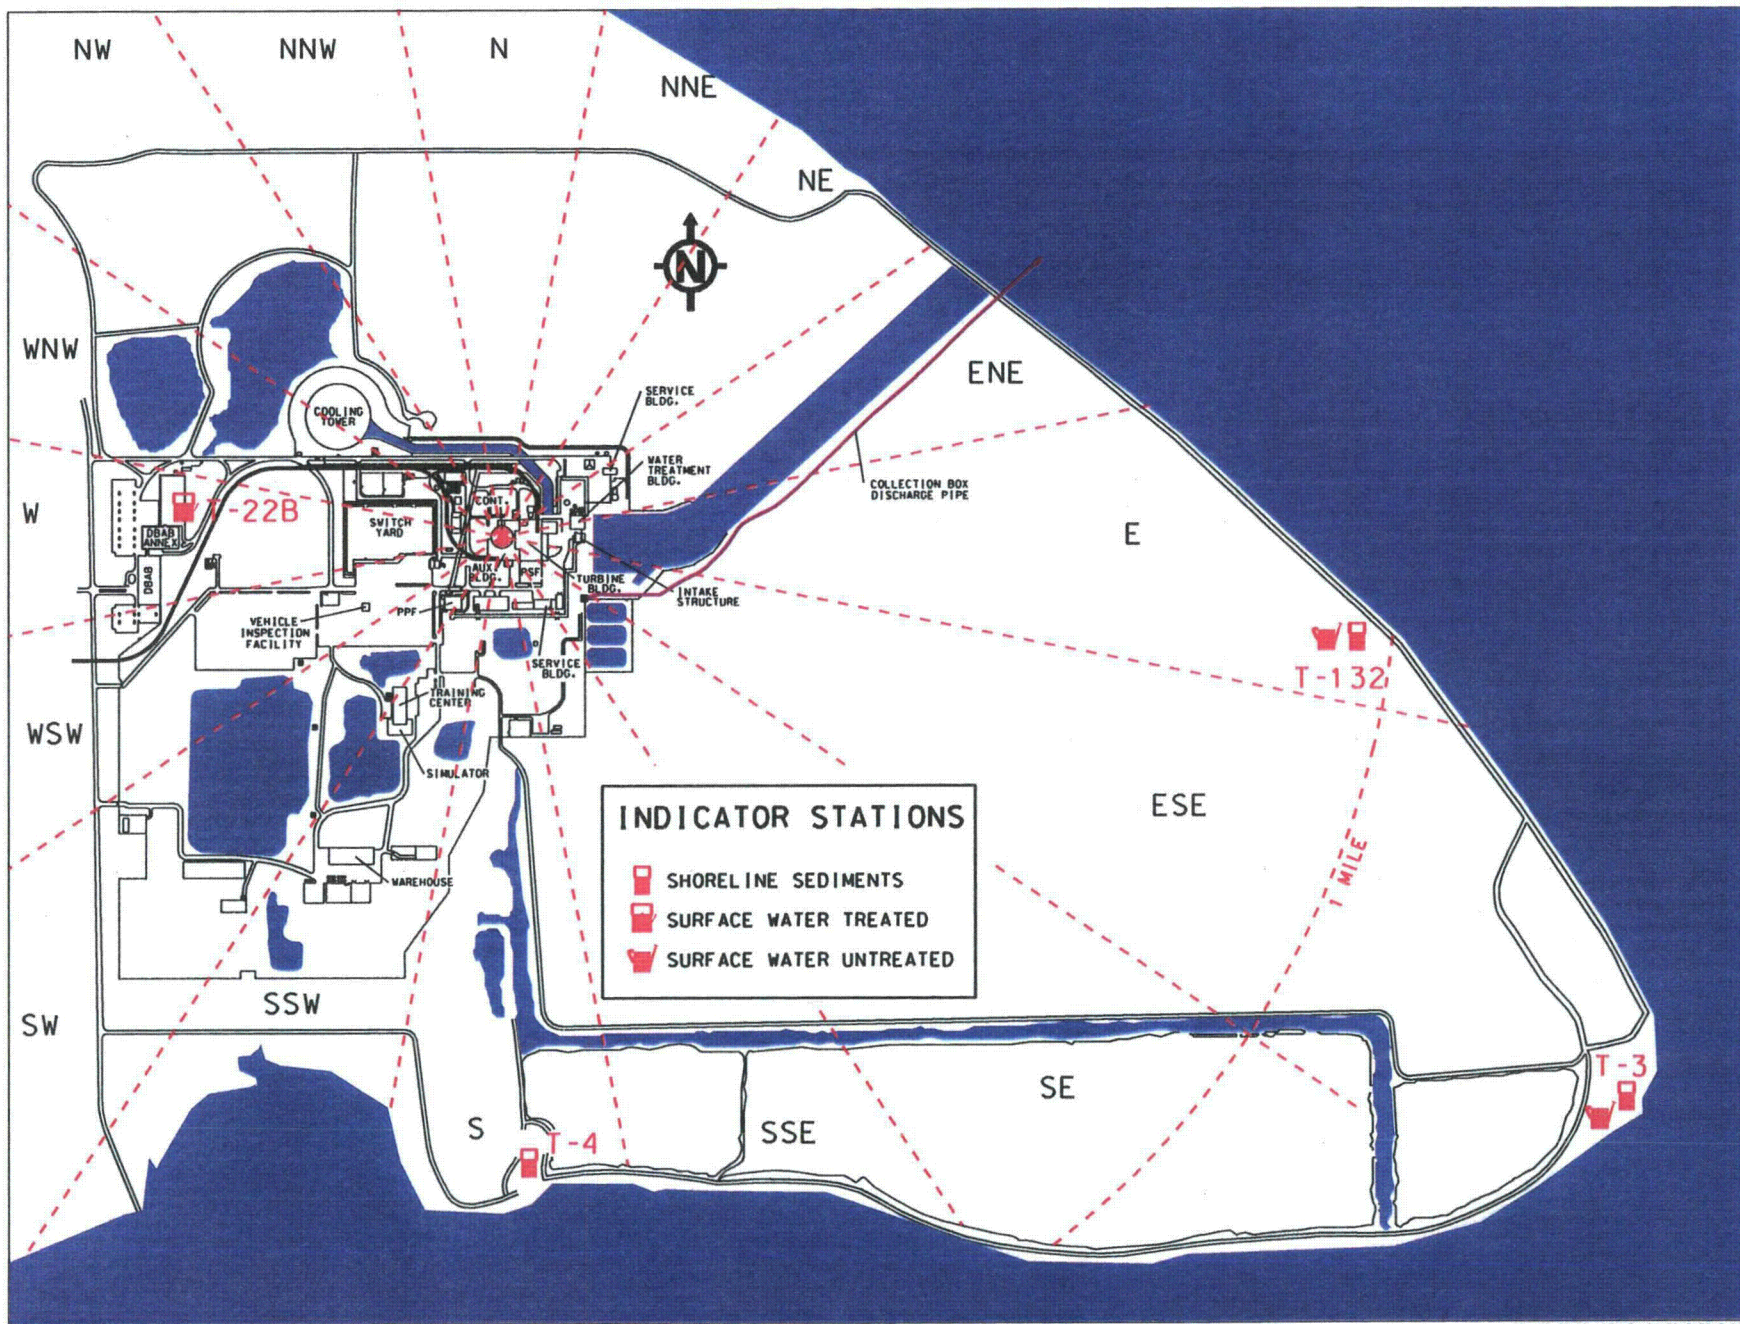 NW
NNW
N
NNE
NE
N
WNW
ENE
SERVICE
BLDG.
COOLING
TOWER
WATER
TREATMENT
BLDG.
COLLECTION BOX
DISCHARGE PIPE
W
T-22B
CONT.
SWITCH
YARD
E
DBAB
ANNEX
DBAB
AUX.
BLDG.
PSF
TURBINE
BLDG.
INTAKE
STRUCTURE
PPF
VEHICLE
INSPECTION
FACILITY
SERVICE
BLDG.
T-132
TRAINING
CENTER
WSW
SIMULATOR
ESE
INDICATOR STATIONS
SHORELINE SEDIMENTS
SURFACE WATER TREATED
SURFACE WATER UNTREATED
1 MILE
WAREHOUSE
SSW
SW
T-3
SE
S
SSE
T-4